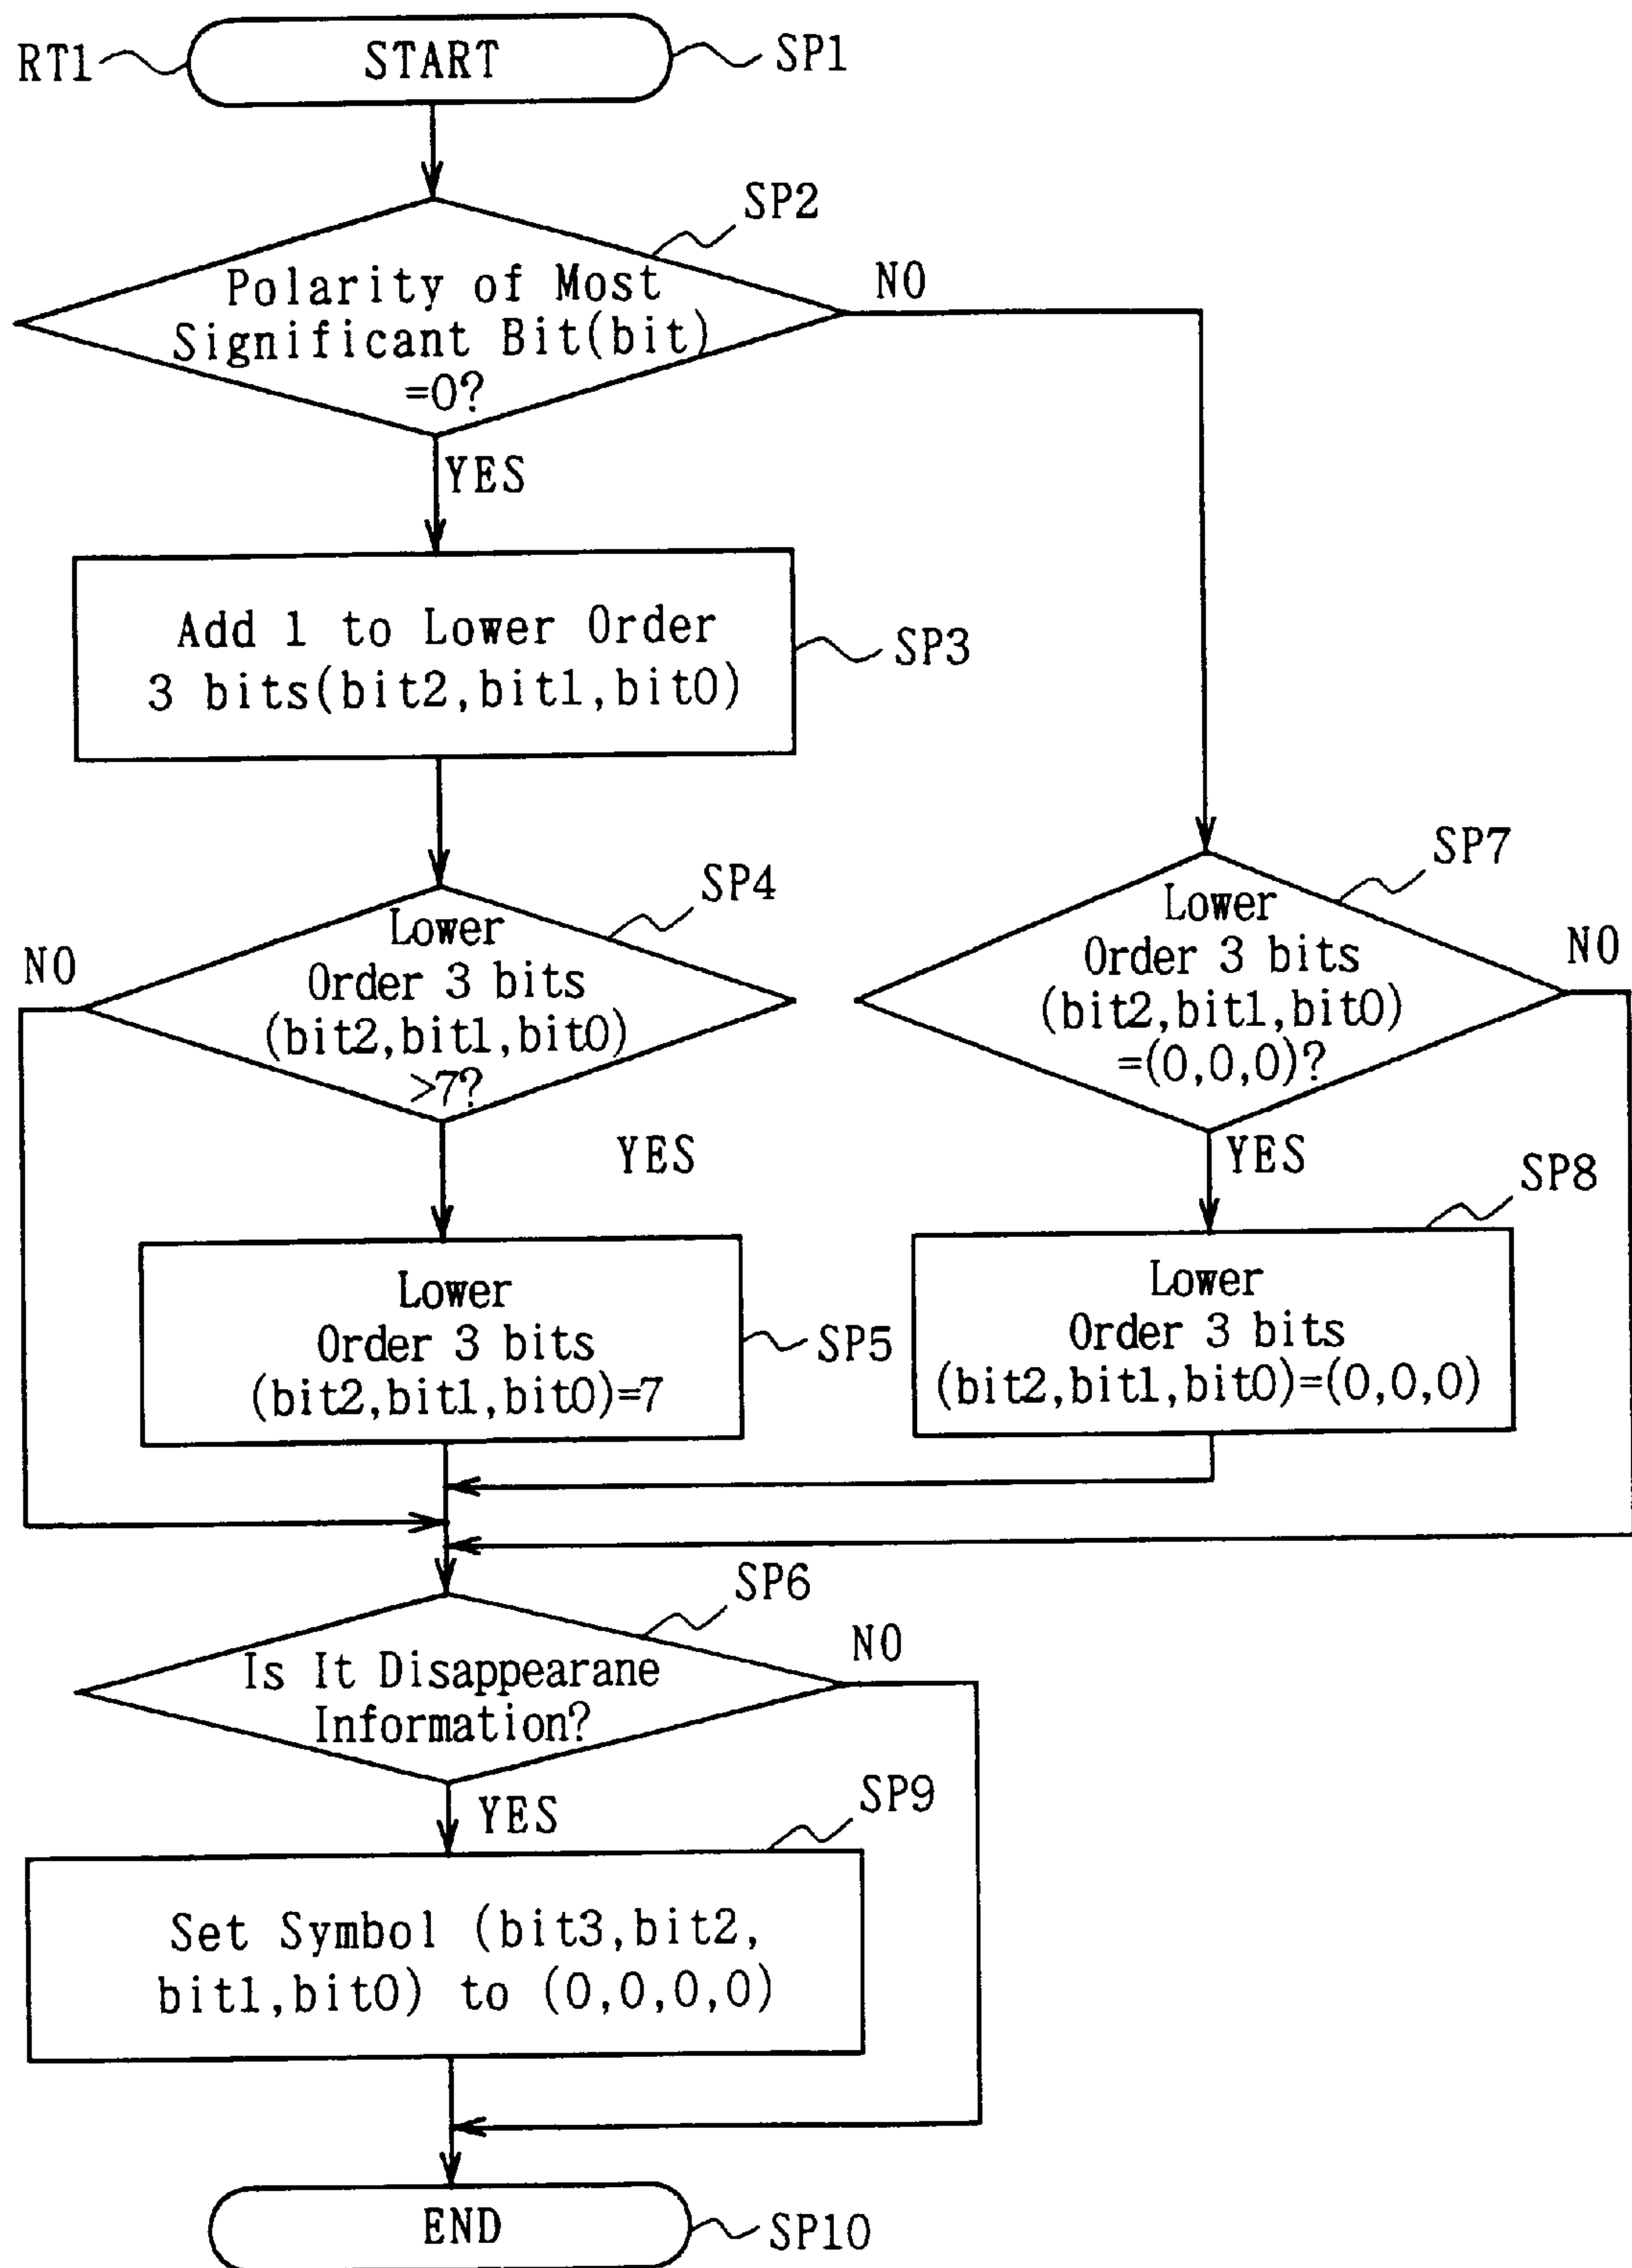 RT1
START
SP1
SP2
Polarity of Most
Significant Bit(bit)
=0?
NO
YES
Add 1 to Lower Order
3 bits(bit2,bit1,bit0)
SP3
SP4
Lower
Order 3 bits
(bit2,bit1,bit0)
>7?
NO
YES
SP7
Lower
Order 3 bits
(bit2,bit1,bit0)
=(0,0,0)?
NO
YES
Lower
Order 3 bits
(bit2,bit1,bit0)=7
SP5
SP8
Lower
Order 3 bits
(bit2,bit1,bit0)=(0,0,0)
SP6
Is It Disappearane
Information?
NO
YES
SP9
Set Symbol (bit3,bit2,
bit1,bit0) to (0,0,0,0)
END
SP10